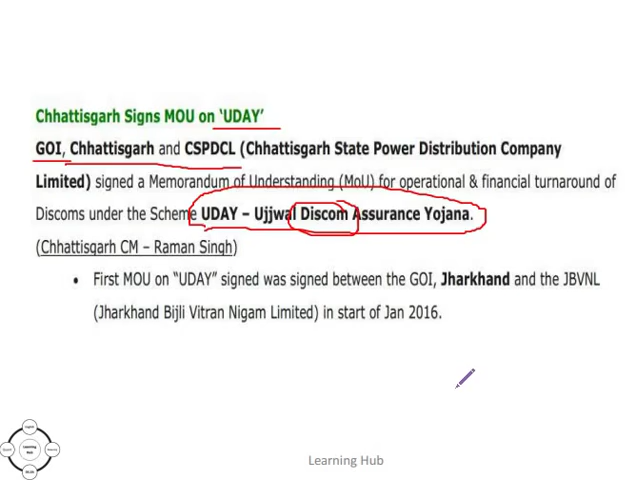 Chhattisgarh Signs MOU on 'UDAY'
GOI, Chhattisgarh and CSPDCL (Chhattisgarh State Power Distribution Company
Limited) signed a Memorandum of Understanding (MoU) for operational & financial turnaround of
Discoms under the Scheme UDAY – Ujjwal Discom Assurance Yojana.
(Chhattisgarh CM – Raman Singh)
• First MOU on "UDAY" signed was signed between the GOI, Jharkhand and the JBVNL
(Jharkhand Bijli Vitran Nigam Limited) in start of Jan 2016.
Learning
Hub
Learning Hub